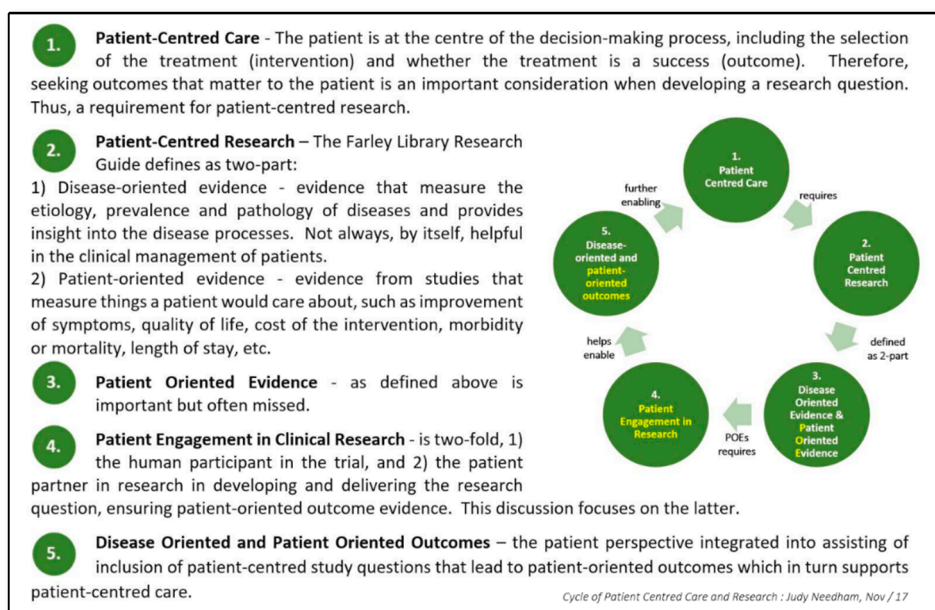 1.
Patient-Centred Care - The patient is at the centre of the decision-making process, including the selection
of the treatment (intervention) and whether the treatment is a success (outcome). Therefore,
seeking outcomes that matter to the patient is an important consideration when developing a research question.
Thus, a requirement for patient-centred research.
2.
Patient-Centred Research – The Farley Library Research
Guide defines as two-part:
1) Disease-oriented evidence - evidence that measure the
etiology, prevalence and pathology of diseases and provides
insight into the disease processes. Not always, by itself, helpful
in the clinical management of patients.
2) Patient-oriented evidence - evidence from studies that
measure things a patient would care about, such as improvement
of symptoms, quality of life, cost of the intervention, morbidity
or mortality, length of stay, etc.
3.
Patient Oriented Evidence - as defined above is
important but often missed.
4.
Patient Engagement in Clinical Research - is two-fold, 1)
the human participant in the trial, and 2) the patient
partner in research in developing and delivering the research
question, ensuring patient-oriented outcome evidence. This discussion focuses on the latter.
5.
Disease Oriented and Patient Oriented Outcomes – the patient perspective integrated into assisting of
inclusion of patient-centred study questions that lead to patient-oriented outcomes which in turn supports
patient-centred care.
1.
Patient
Centred Care
requires
2.
Patient
Centred
Research
defined
as 2-part
3.
Disease
Oriented
Evidence &
Patient
Oriented
Evidence
POEs
requires
4.
Patient
Engagement in
Research
helps
enable
5.
Disease-
oriented and
patient-
oriented
outcomes
further
enabling
Cycle of Patient Centred Care and Research : Judy Needham, Nov / 17